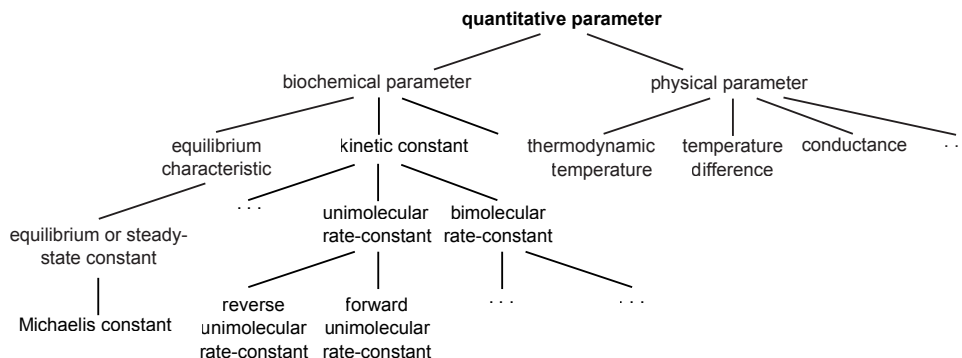 quantitative parameter
biochemical parameter
physical parameter
equilibrium
characteristic
kinetic constant
thermodynamic
temperature
temperature
difference
conductance
. .
. . .
unimolecular
rate-constant
bimolecular
rate-constant
equilibrium or steady-
state constant
Michaelis constant
reverse
unimolecular
rate-constant
forward
unimolecular
rate-constant
. . .
. . .